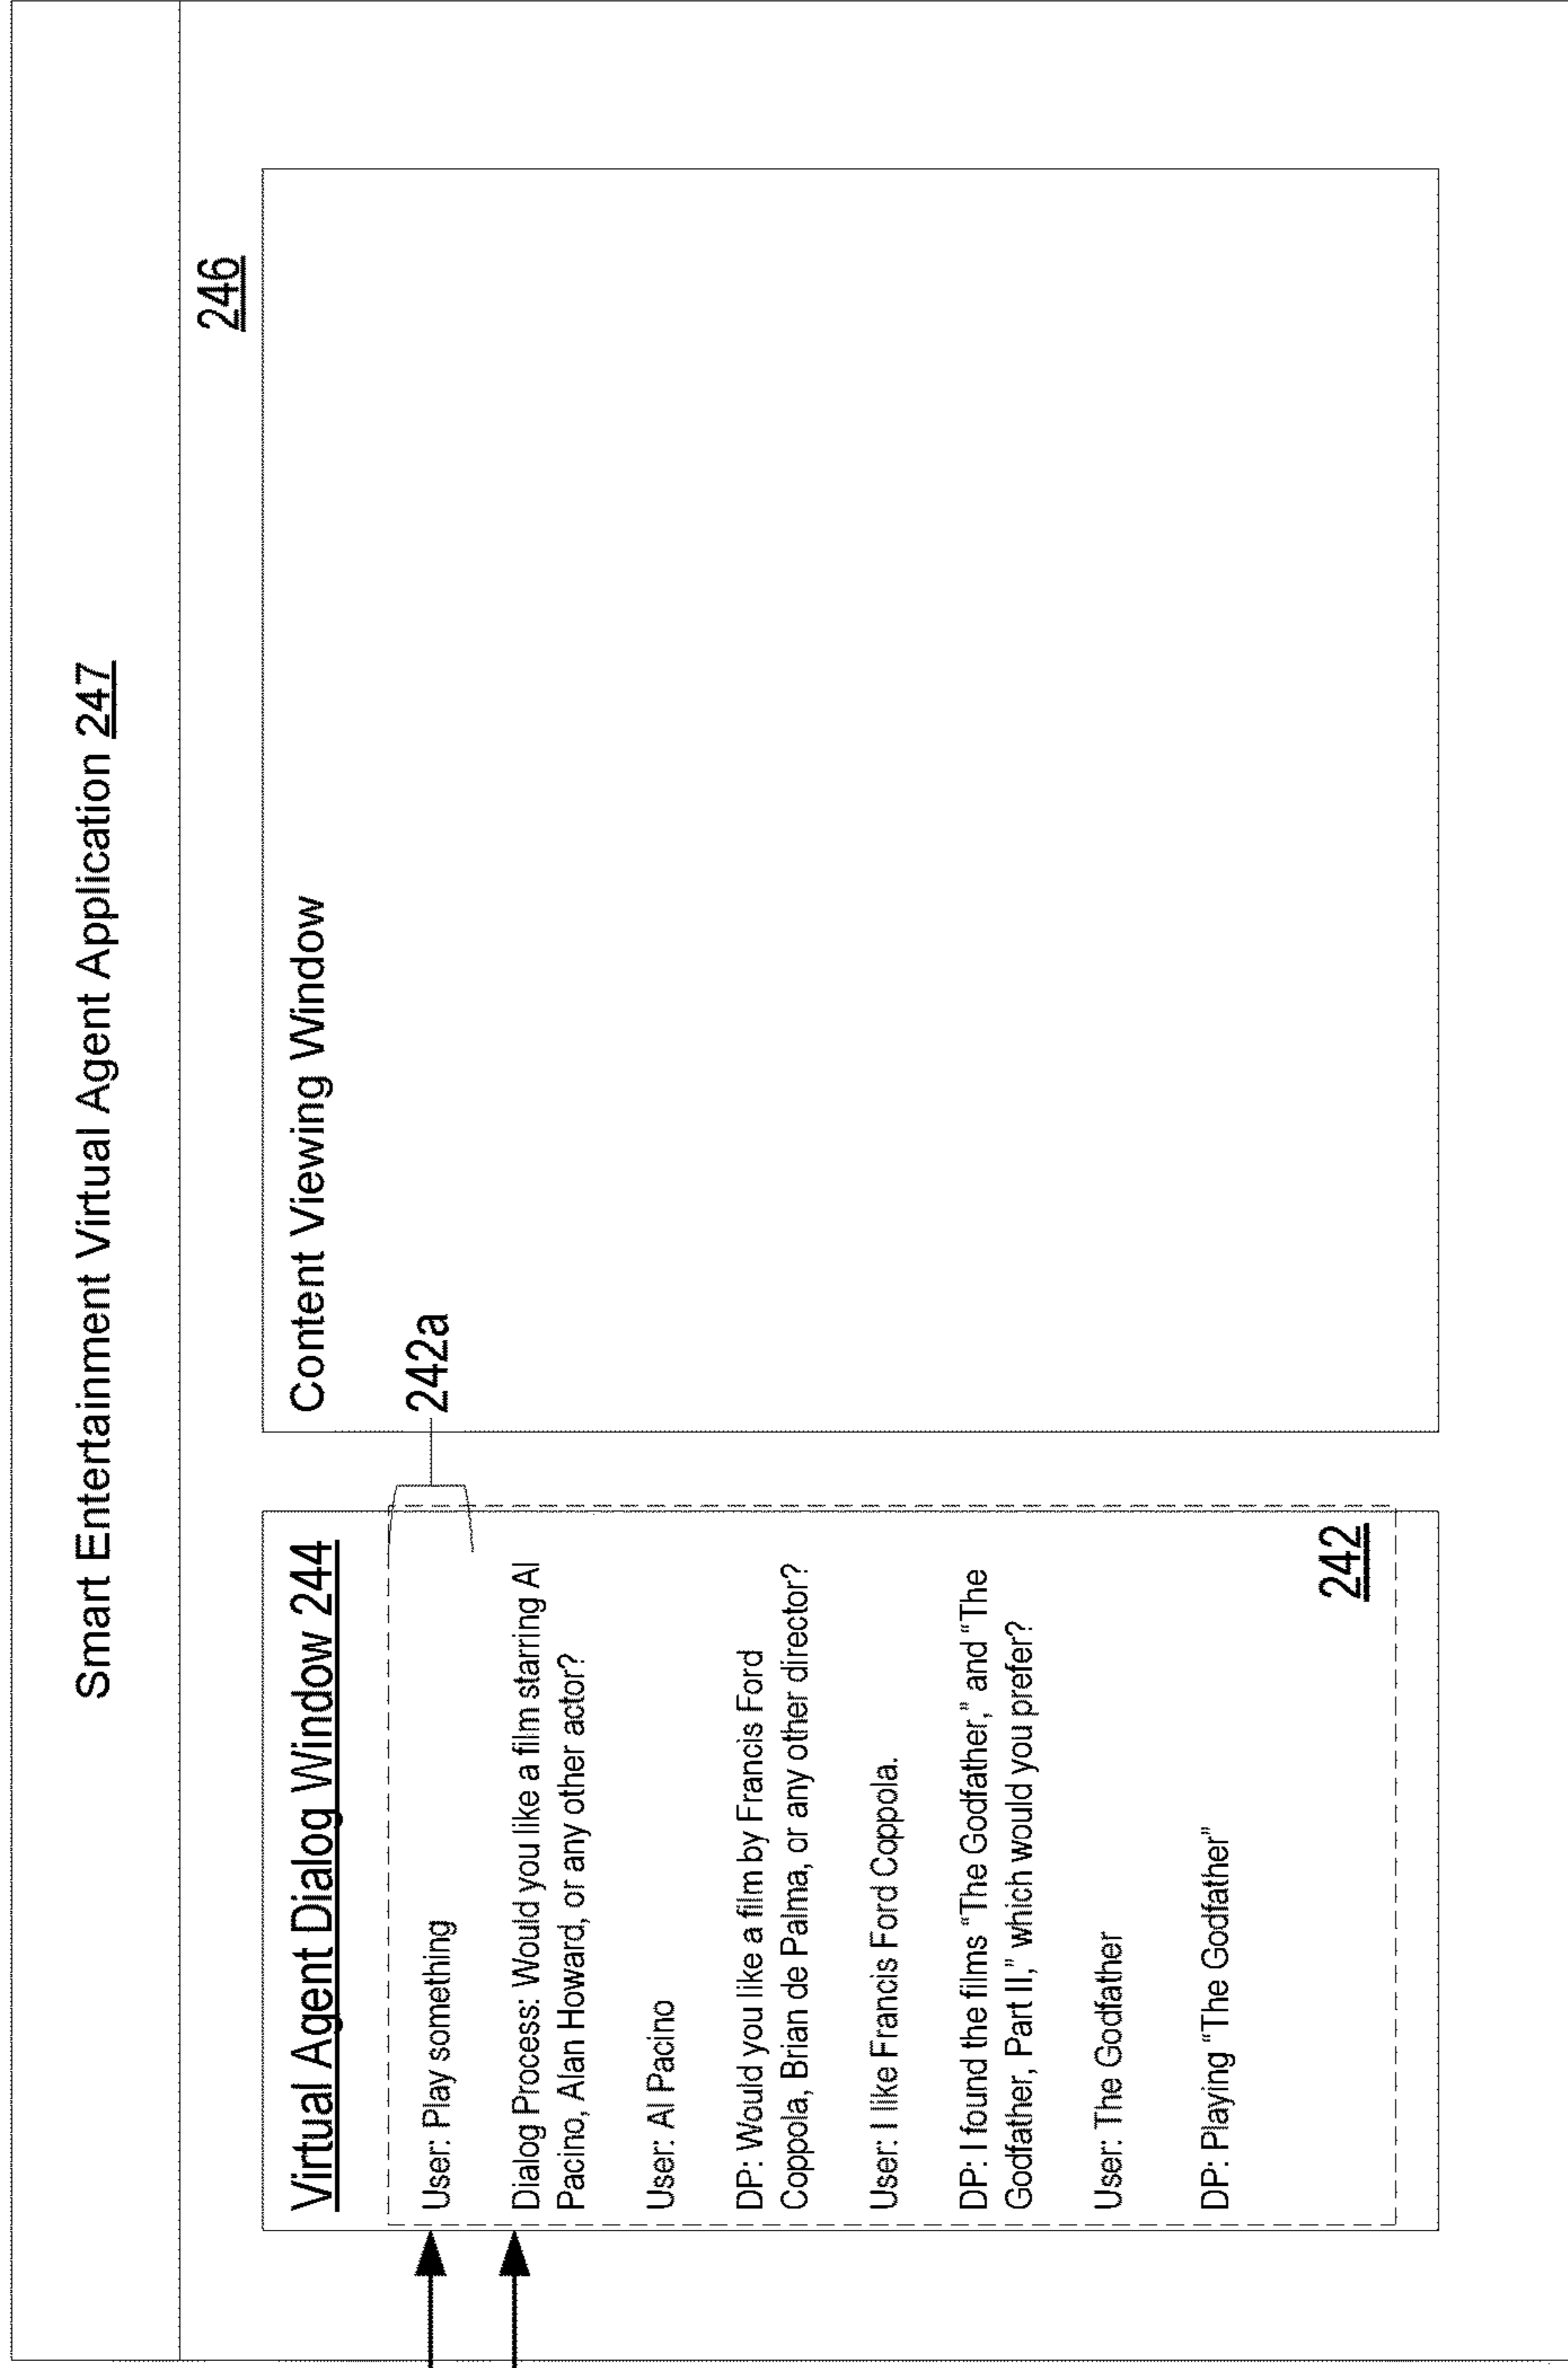 Smart Entertainment Virtual Agent Application 247
246
Virtual Agent Dialog Window 244
User: Play something
Dialog Process: Would you like a film starring Al
Pacino, Alan Howard, or any other actor?
User: Al Pacino
DP: Would you like a film by Francis Ford
Coppola, Brian de Palma, or any other director?
User: I like Francis Ford Coppola.
DP: I found the films “The Godfather,” and “The
Godfather, Part II,” which would you prefer?
User: The Godfather
DP: Playing “The Godfather”
242
242a
Content Viewing Window